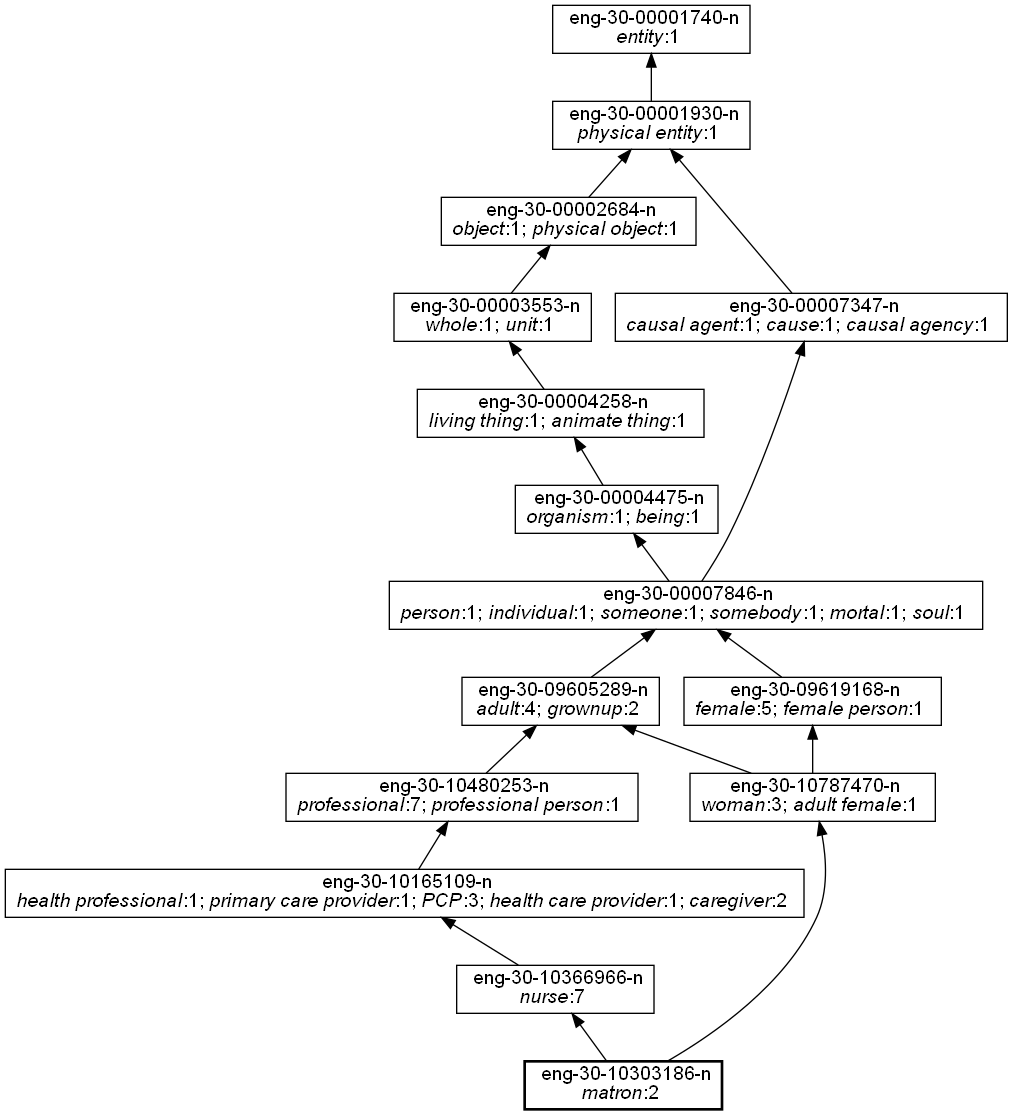 eng-30-00001740-n
entity:1
eng-30-00001930-n
physical entity:1
eng-30-00002684-n
object:1; physical object:1
eng-30-00003553-n
whole:1; unit:1
eng-30-00007347-n
causal agent:1; cause:1; causal agency:1
eng-30-00004258-n
living thing:1; animate thing:1
eng-30-00004475-n
organism:1; being:1
eng-30-00007846-n
person:1; individual:1; someone:1; somebody:1; mortal:1; soul:1
eng-30-09605289-n
adult:4; grownup:2
eng-30-09619168-n
female:5; female person:1
eng-30-10480253-n
professional:7; professional person:1
eng-30-10787470-n
woman:3; adult female:1
eng-30-10165109-n
health professional:1; primary care provider:1; PCP:3; health care provider:1; caregiver:2
eng-30-10366966-n
nurse:7
eng-30-10303186-n
matron:2